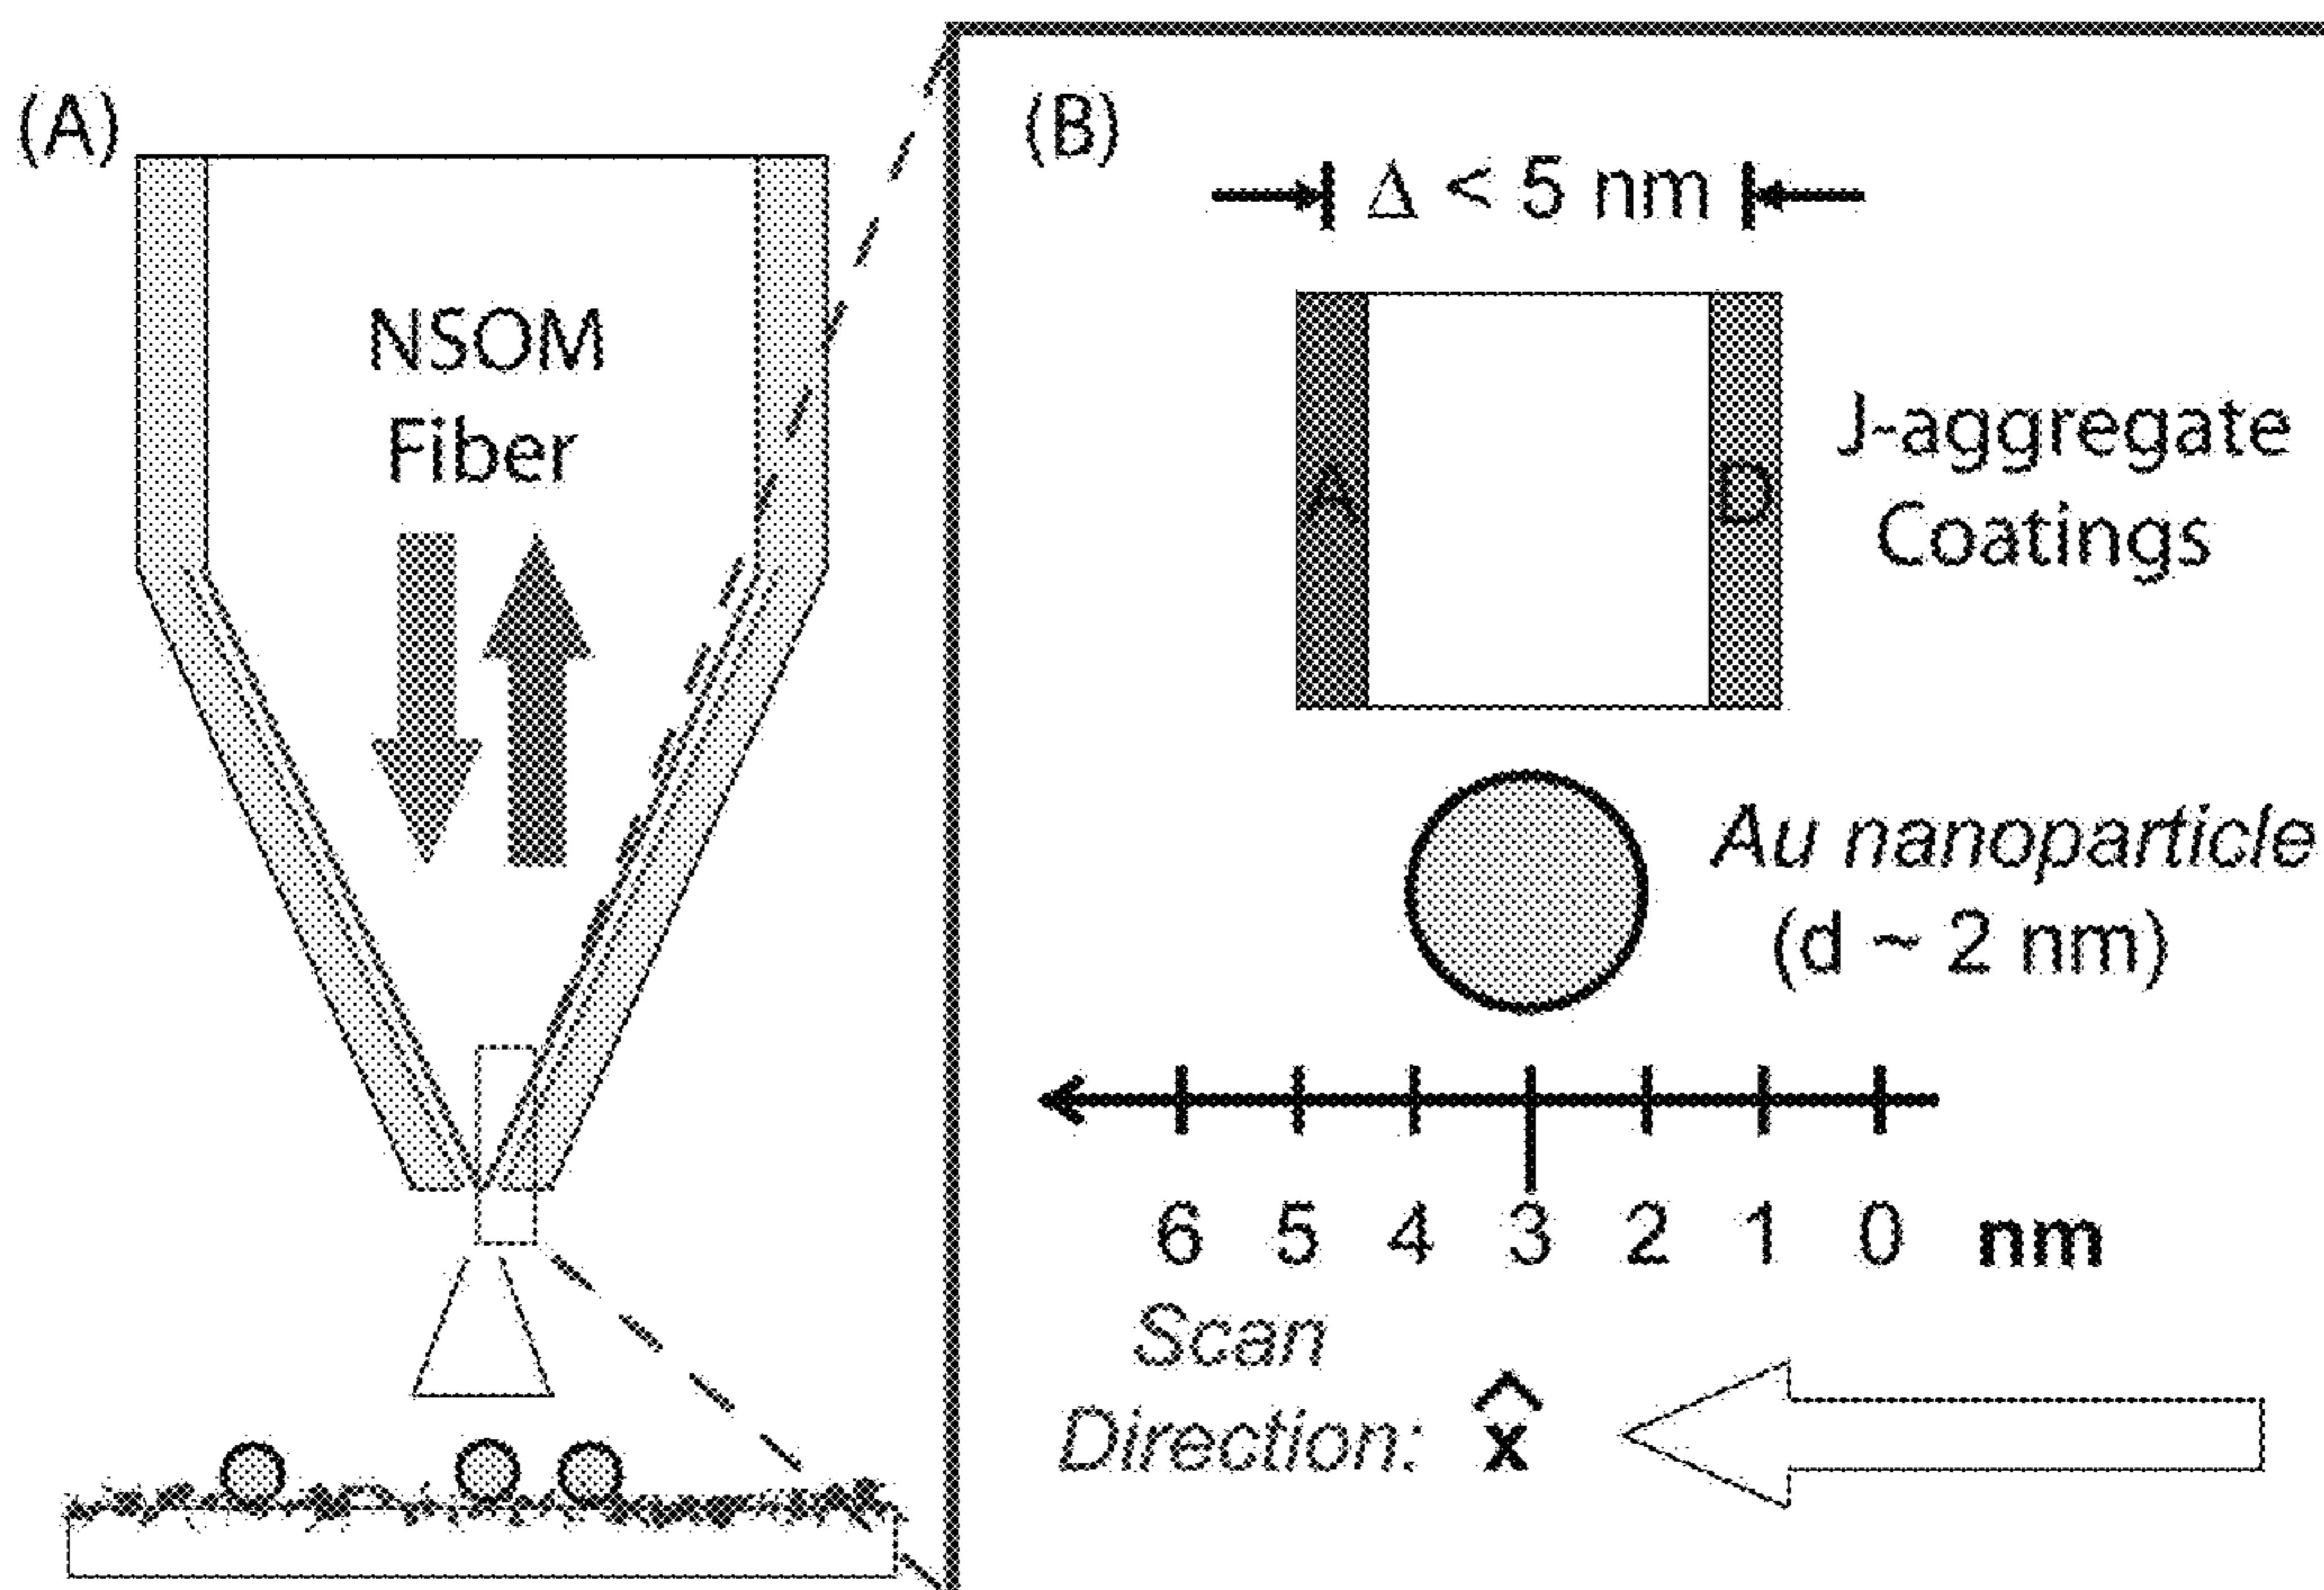 (A)
NSOM
Fiber
(B)
Δ < 5 nm
A
D
J-aggregate
Coatings
Au nanoparticle
(d ~ 2 nm)
6 5 4 3 2 1 0 nm
Scan
Direction: x̂